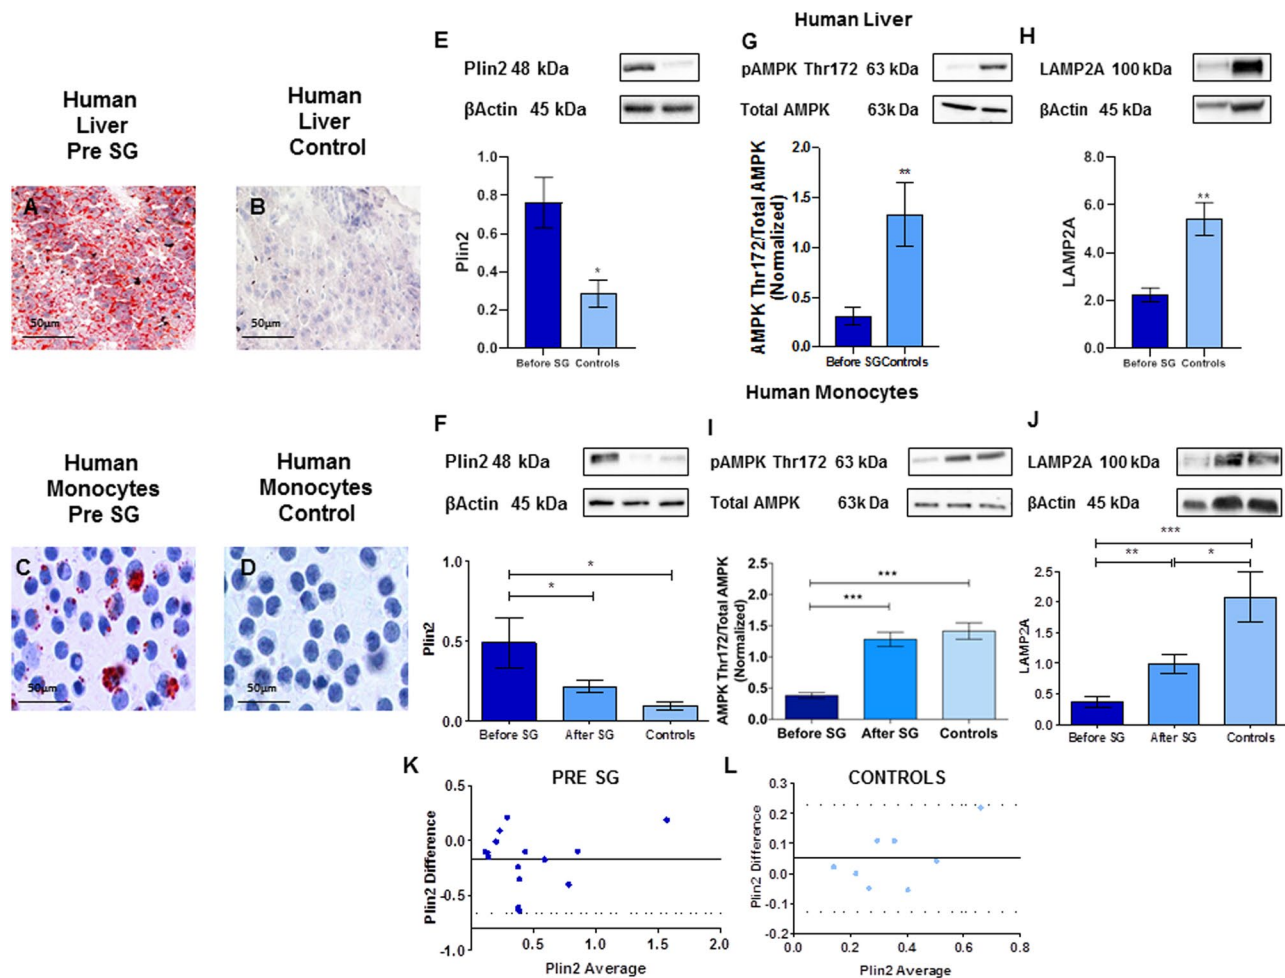 Human Liver
E
G
H
Plin2 48 kDa
pAMPK Thr172 63 kDa
LAMP2A 100 kDa
βActin 45 kDa
Total AMPK 63k Da
βActin 45 kDa
Human
Liver
Pre SG
Human
Liver
Control
A
50μm
B
50μm
Plin2
1.0
0.8
0.6
0.4
0.2
0.0
*
Before SG Controls
AMPK Thr172/Total AMPK
(Normalized)
2.0
1.5
1.0
0.5
0.0
**
Before SG Controls
LAMP2A
8.0
6.0
4.0
2.0
0.0
**
Before SG Controls
Human Monocytes
F
I
J
Plin2 48 kDa
pAMPK Thr172 63 kDa
LAMP2A 100 kDa
βActin 45 kDa
Total AMPK 63k Da
βActin 45 kDa
Human
Monocytes
Pre SG
Human
Monocytes
Control
C
50μm
D
50μm
Plin2
1.0
0.5
0.0
*
*
Before SG After SG Controls
AMPK Thr172/Total AMPK
(Normalized)
2.5
2.0
1.5
1.0
0.5
0.0
***
***
Before SG After SG Controls
LAMP2A
2.5
2.0
1.5
1.0
0.5
0.0
***
** *
Before SG After SG Controls
K PRE SG
Plin2 Difference
0.5
0.0
-0.5
-1.0
0.5 1.0 1.5 2.0
Plin2 Average
L CONTROLS
Plin2 Difference
0.3
0.2
0.1
0.0
-0.1
-0.2
0.0 0.2 0.4 0.6 0.8
Plin2 Average